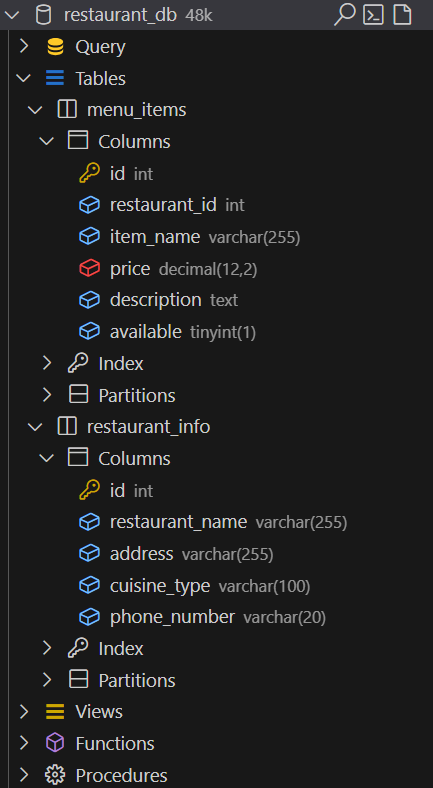 restaurant_db 48k
Query
Tables
menu_items
Columns
id int
restaurant_id int
item_name varchar(255)
price decimal(12,2)
description text
available tinyint(1)
Index
Partitions
restaurant_info
Columns
id int
restaurant_name varchar(255)
address varchar(255)
cuisine_type varchar(100)
phone_number varchar(20)
Index
Partitions
Views
Functions
Procedures